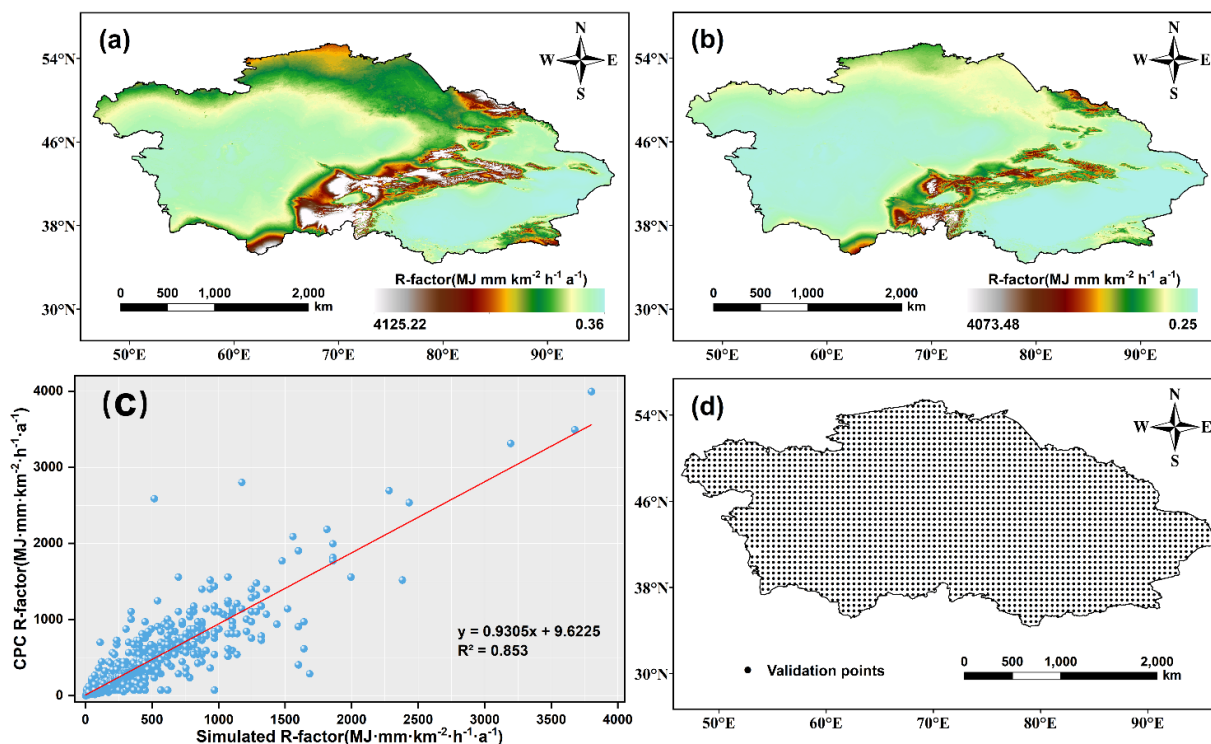 (a)
N
W E
S
54°N
46°N
38°N
30°N
R-factor(MJ mm km⁻² h⁻¹ a⁻¹)
4125.22 0.36
0 500 1,000 2,000
km
50°E 60°E 70°E 80°E 90°E
(b)
N
W E
S
54°N
46°N
38°N
30°N
R-factor(MJ mm km⁻² h⁻¹ a⁻¹)
4073.48 0.25
0 500 1,000 2,000
km
50°E 60°E 70°E 80°E 90°E
(c)
CPC R-factor(MJ·mm·km⁻²·h⁻¹·a⁻¹)
4000
3000
2000
1000
0
y = 0.9305x + 9.6225
R² = 0.853
0 500 1000 1500 2000 2500 3000 3500 4000
Simulated R-factor(MJ·mm·km⁻²·h⁻¹·a⁻¹)
(d)
N
W E
S
54°N
46°N
38°N
30°N
Validation points
0 500 1,000 2,000
km
50°E 60°E 70°E 80°E 90°E